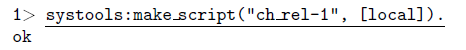 1> systools:make_script("ch_rel-1", [local]).
ok